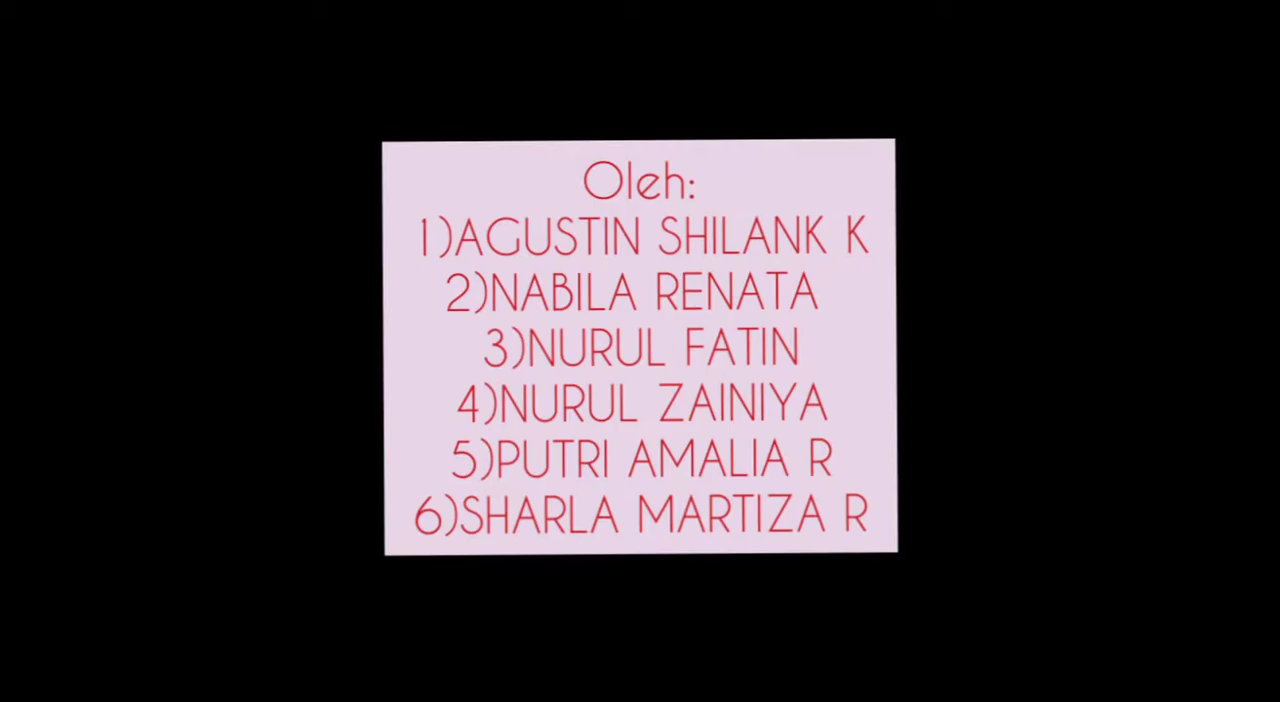 Oleh:
1)AGUSTIN SHILANK K
2)NABILA RENATA
3)NURUL FATIN
4)NURUL ZAINIYA
5)PUTRI AMALIA R
6)SHARLA MARTIZA R